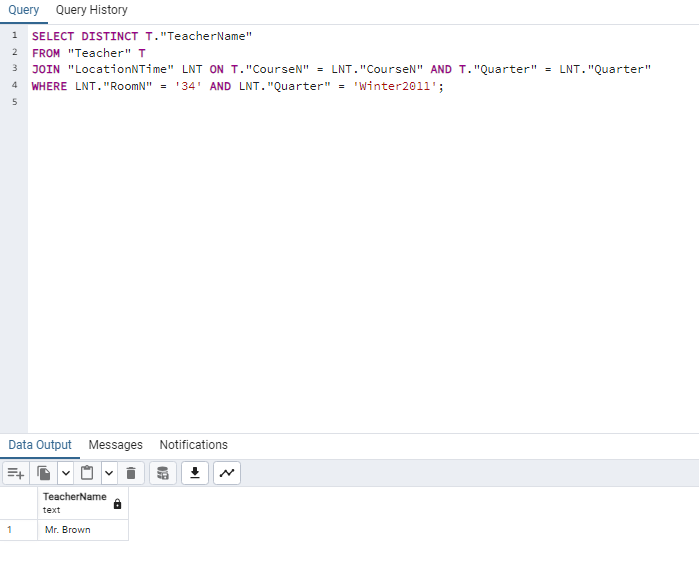 Query Query History
1 SELECT DISTINCT T."TeacherName"
2 FROM "Teacher" T
3 JOIN "LocationNTime" LNT ON T."CourseN" = LNT."CourseN" AND T."Quarter" = LNT."Quarter"
4 WHERE LNT."RoomN" = '34' AND LNT."Quarter" = 'Winter2011';
5
Data Output Messages Notifications
TeacherName
text
1 Mr. Brown